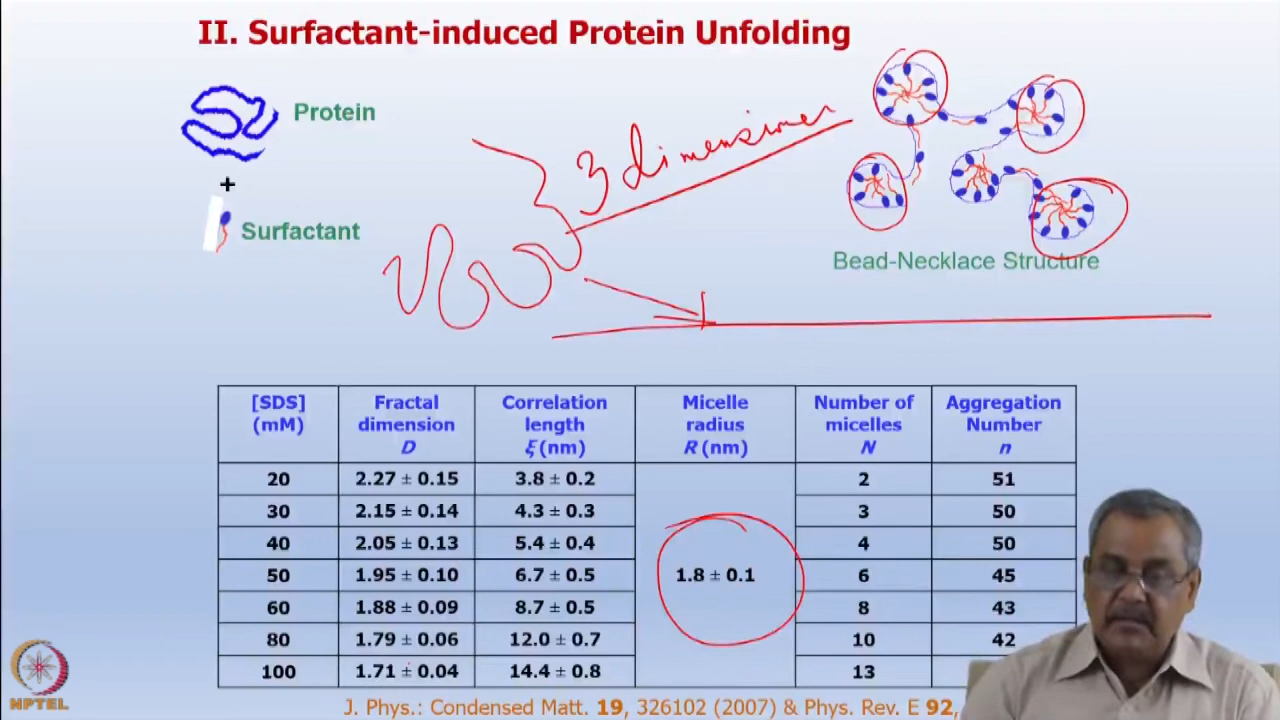 II. Surfactant-induced Protein Unfolding
Protein
+
Surfactant
3 dimensiones
Bead-Necklace Structure
[SDS] (mM) Fractal dimension D Correlation length ξ (nm) Micelle radius R (nm) Number of micelles N Aggregation Number n
20 2.27 ± 0.15 3.8 ± 0.2 2 51
30 2.15 ± 0.14 4.3 ± 0.3 3 50
40 2.05 ± 0.13 5.4 ± 0.4 4 50
50 1.95 ± 0.10 6.7 ± 0.5 1.8 ± 0.1 6 45
60 1.88 ± 0.09 8.7 ± 0.5 8 43
80 1.79 ± 0.06 12.0 ± 0.7 10 42
100 1.71 ± 0.04 14.4 ± 0.8 13
J. Phys.: Condensed Matt. 19, 326102 (2007) & Phys. Rev. E 92,
NPTEL